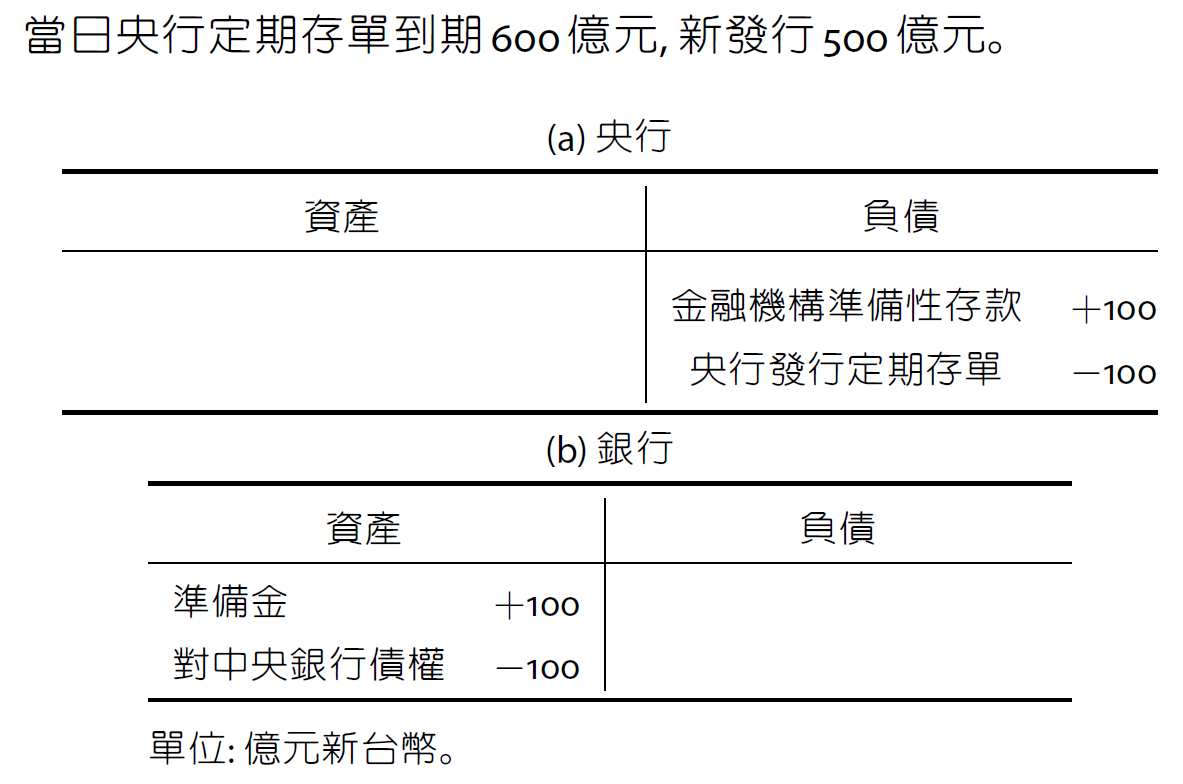 當日央行定期存單到期 600 億元, 新發行 500 億元。
(a) 央行
資產 負債
金融機構準備性存款 +100
央行發行定期存單 −100
(b) 銀行
資產 負債
準備金 +100
對中央銀行債權 −100
單位: 億元新台幣。